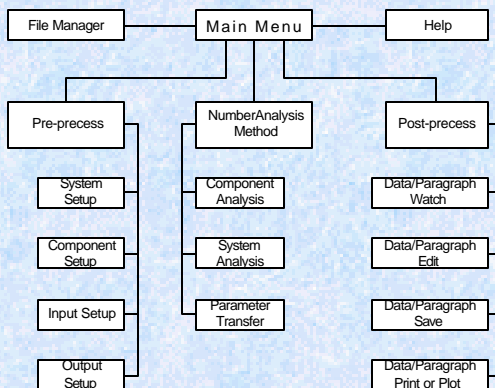 File Manager
Main Menu
Help
Pre-precess
NumberAnalysis
Method
Post-precess
System
Setup
Component
Analysis
Data/Paragraph
Watch
Component
Setup
System
Analysis
Data/Paragraph
Edit
Input Setup
Parameter
Transfer
Data/Paragraph
Save
Output
Setup
Data/Paragraph
Print or Plot